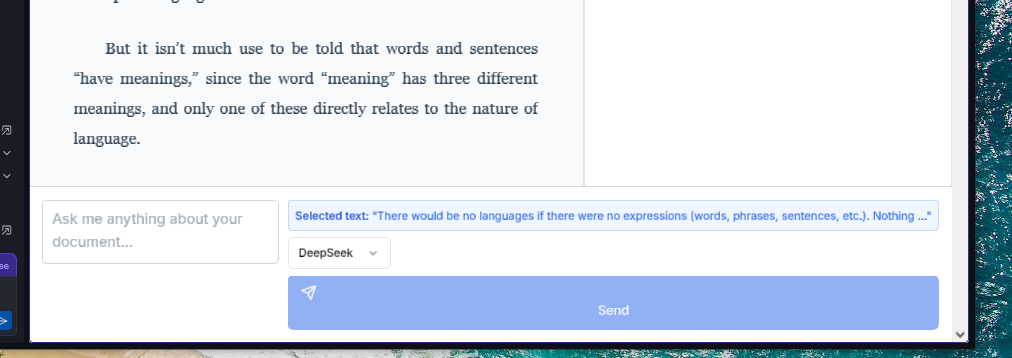 But it isn’t much use to be told that words and sentences
“have meanings,” since the word “meaning” has three different
meanings, and only one of these directly relates to the nature of
language.
Ask me anything about your
document...
Selected text: "There would be no languages if there were no expressions (words, phrases, sentences, etc.). Nothing ..."
DeepSeek
Send